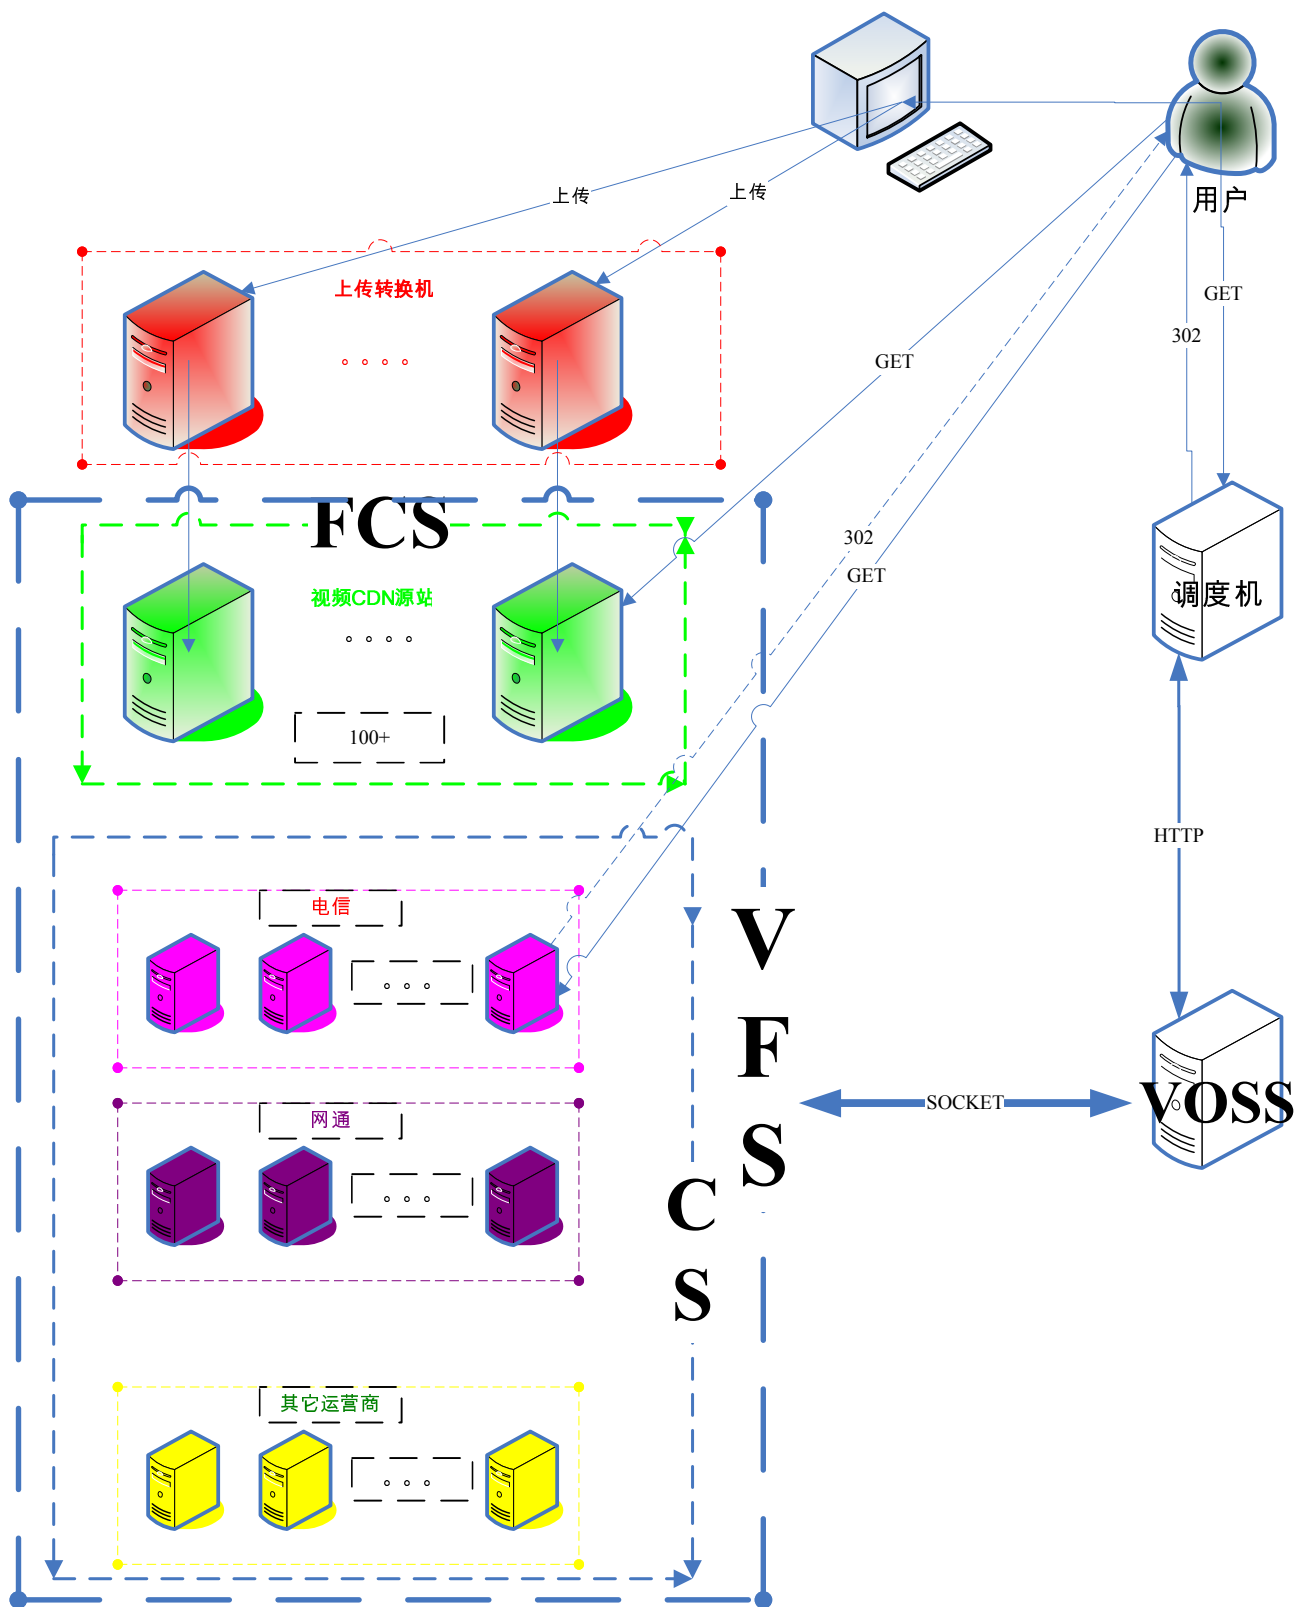 用户
上传
上传
上传转换机
。。。。
GET
302
GET
FCS
视频CDN源站
。。。。
302
GET
调度机
100+
HTTP
电信
。。。
VFS
SOCKET
VOSS
网通
。。。
CS
其它运营商
。。。